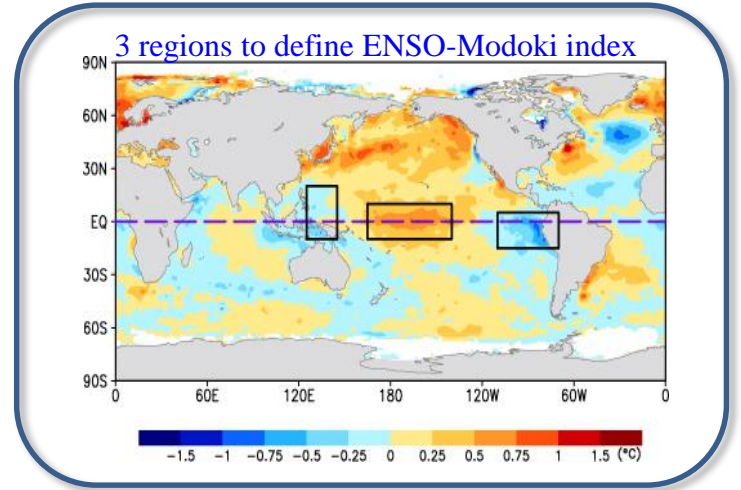 3 regions to define ENSO-Modoki index
90N
60N
30N
EQ
30S
60S
90S
0 60E 120E 180 120W 60W 0
-1.5 -1 -0.75 -0.5 -0.25 0 0.25 0.5 0.75 1 1.5 (°C)